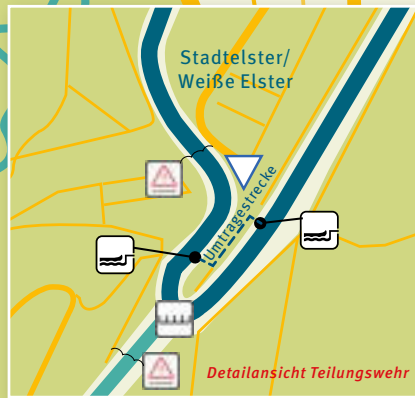 Stadtelster/
Weiße Elster
Umtragestrecke
Detailansicht Teilungswehr